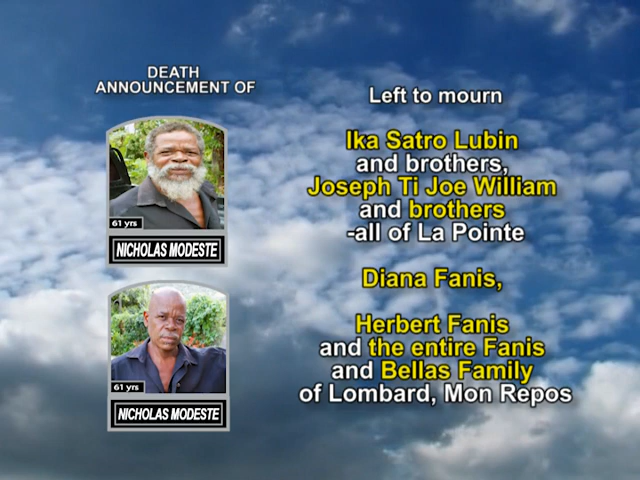 DEATH
ANNOUNCEMENT OF
61 yrs
NICHOLAS MODESTE
61 yrs
NICHOLAS MODESTE
Left to mourn
Ika Satro Lubin
and brothers,
Joseph Ti Joe William
and brothers
-all of La Pointe
Diana Fanis,
Herbert Fanis
and the entire Fanis
and Bellas Family
of Lombard, Mon Repos